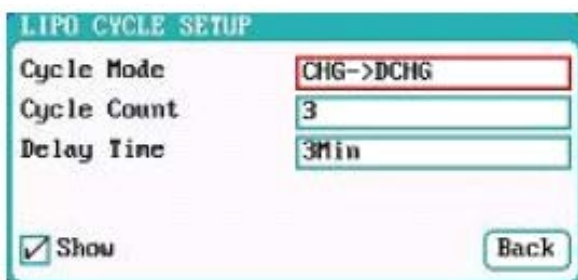 LIPO CYCLE SETUP
Cycle Mode CHG->DCHG
Cycle Count 3
Delay Time 3Min
Show Back